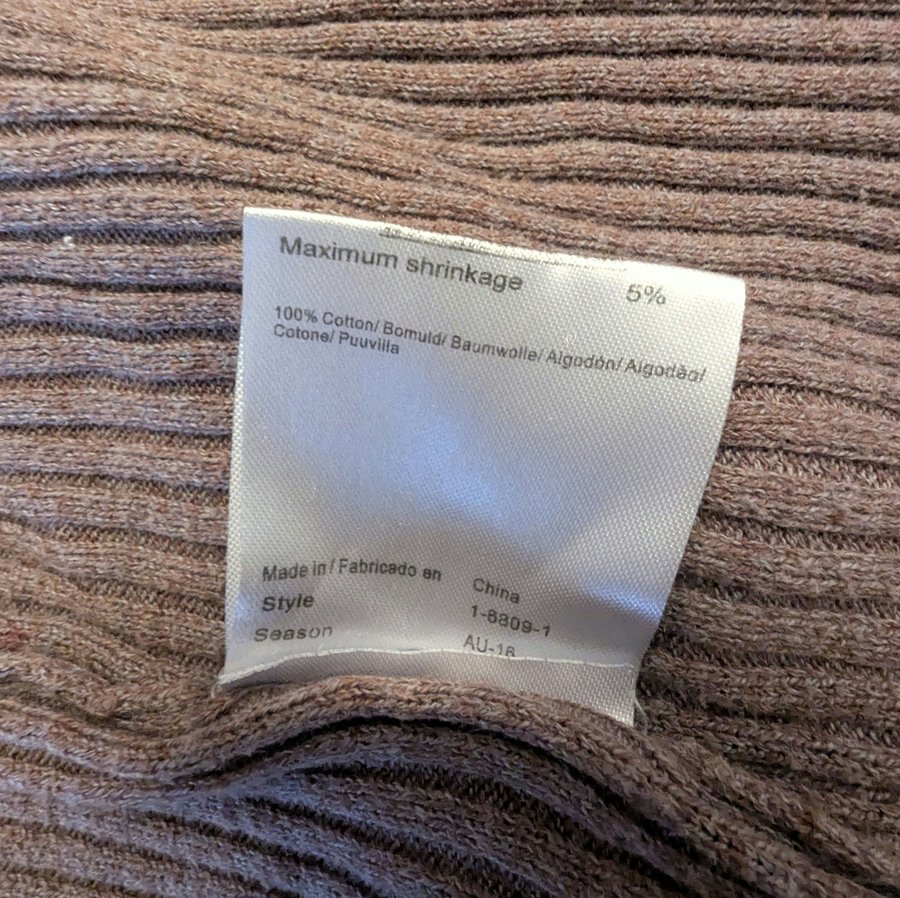 Maximum shrinkage 5%
100% Cotton/ Bomuld/ Baumwolle/ Algodón/ Algodão/
Cotone/ Puuvilla
Made in / Fabricado en China
Style 1-6809-1
Season AU-16